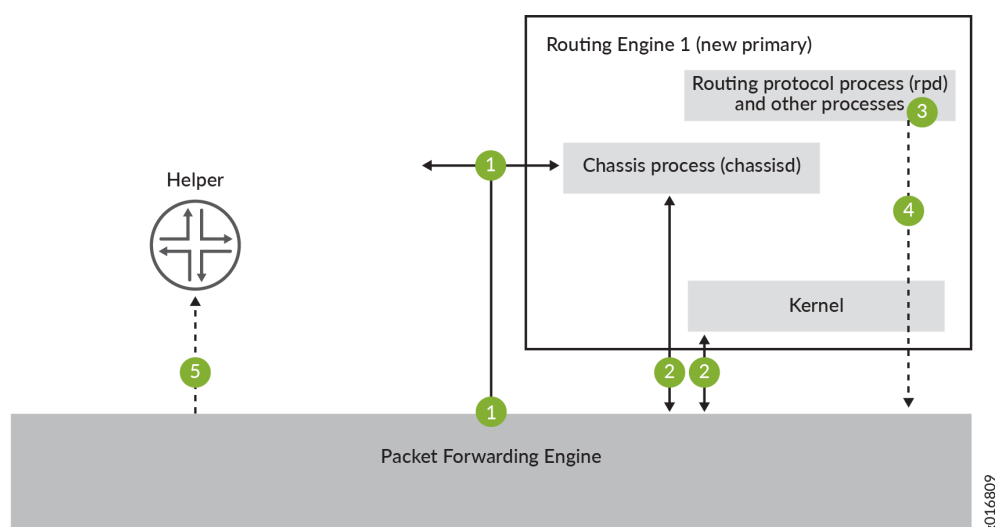 Routing Engine 1 (new primary)
Routing protocol process (rpd)
and other processes
3
1
Chassis process (chassisd)
Helper
4
Kernel
5
2
2
1
Packet Forwarding Engine
016809